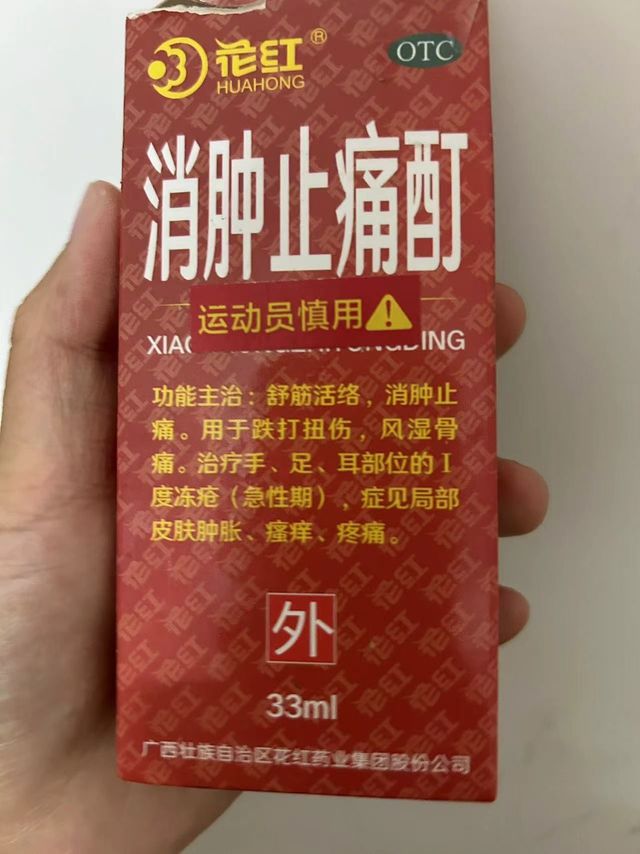 花红®
HUAHONG
OTC
消肿止痛酊
运动员慎用
功能主治：舒筋活络，消肿止
痛。用于跌打扭伤，风湿骨
痛。治疗手、足、耳部位的I
度冻疮（急性期），症见局部
皮肤肿胀、瘙痒、疼痛。
外
33ml
广西壮族自治区花红药业集团股份公司